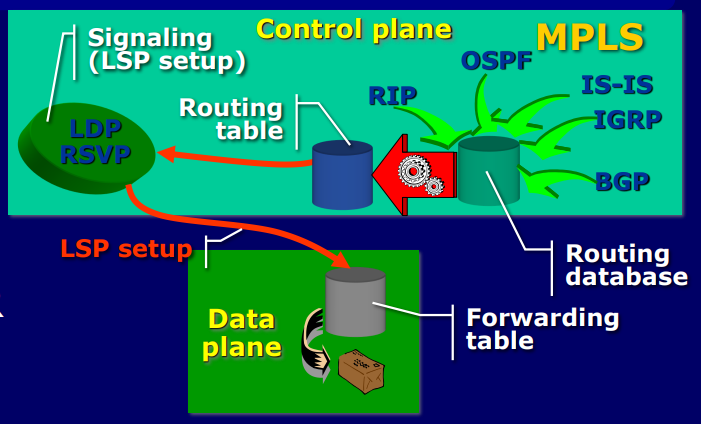 Control plane
MPLS
Signaling
(LSP setup)
OSPF
IS-IS
RIP
IGRP
Routing
table
LDP
RSVP
BGP
LSP setup
Routing
database
Data
plane
Forwarding
table